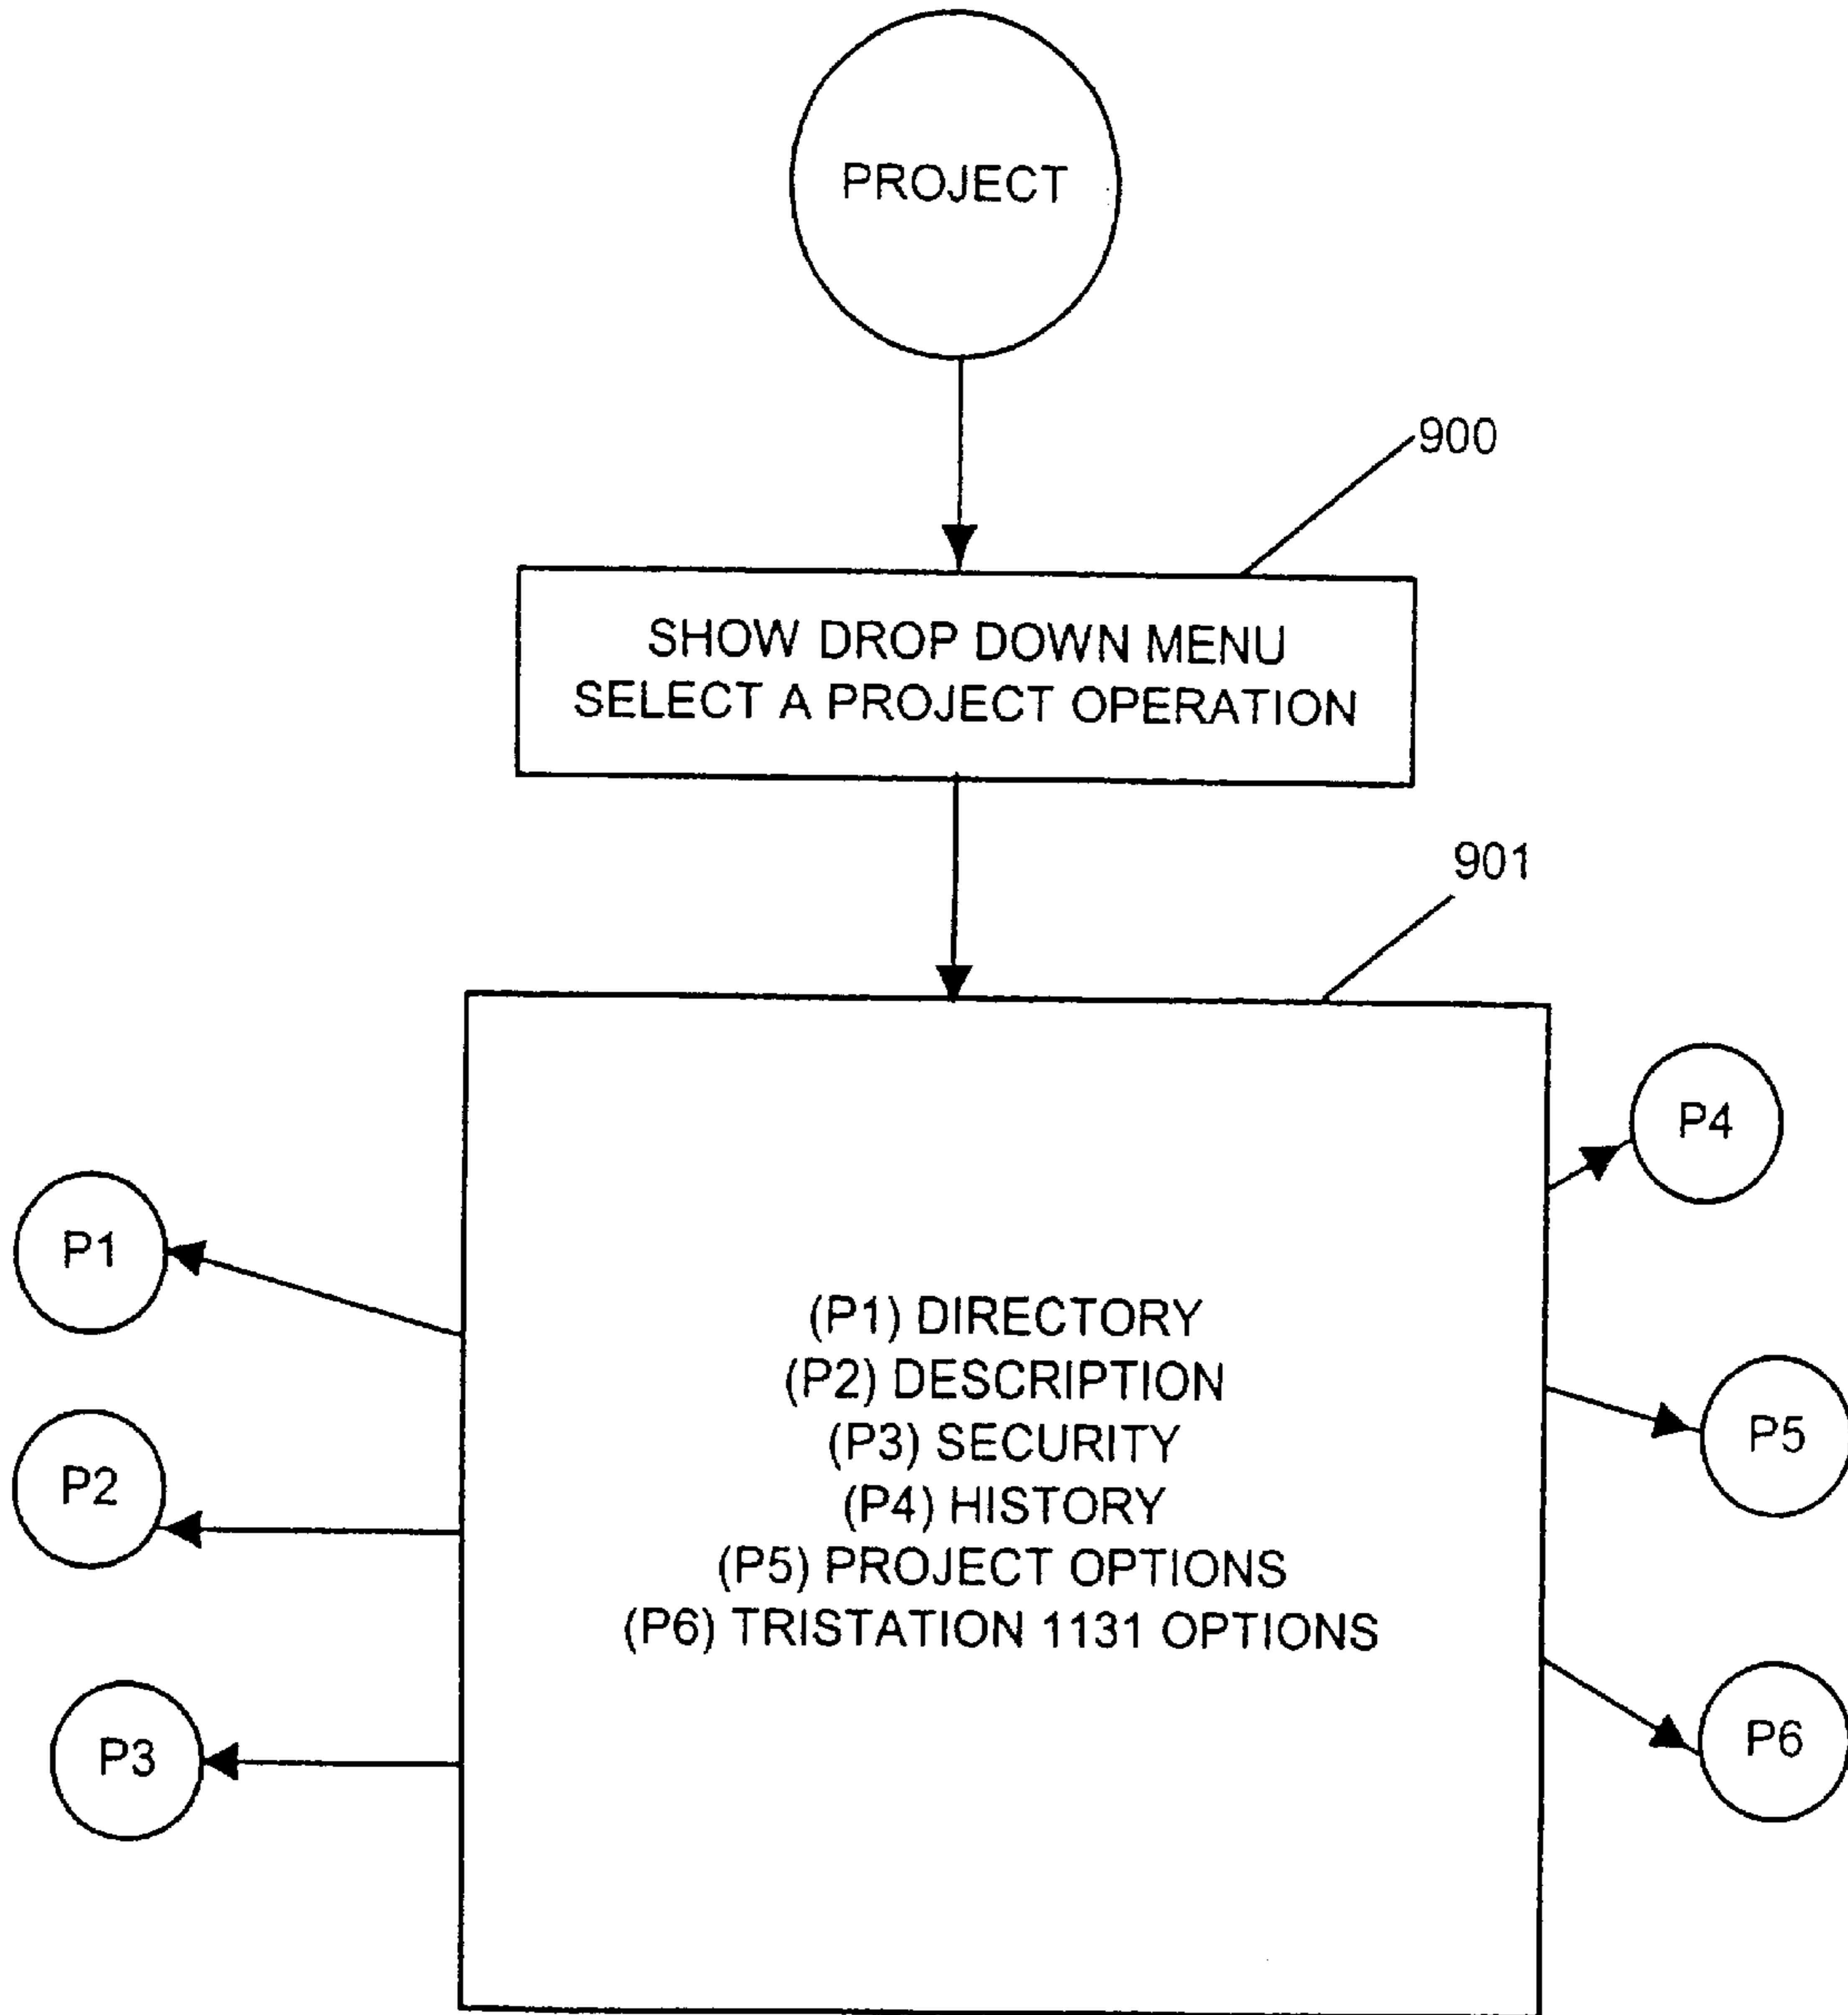 PROJECT
900
SHOW DROP DOWN MENU
SELECT A PROJECT OPERATION
901
P4
P1
(P1) DIRECTORY
(P2) DESCRIPTION
P5
(P3) SECURITY
P2
(P4) HISTORY
(P5) PROJECT OPTIONS
(P6) TRISTATION 1131 OPTIONS
P6
P3